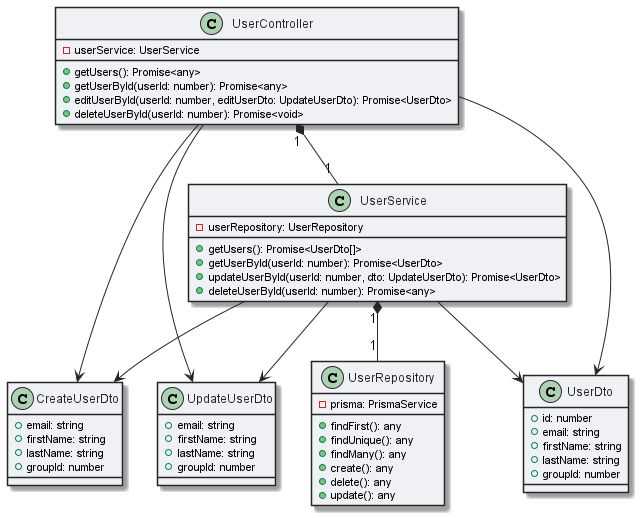 C UserController
userService: UserService
getUsers(): Promise<any>
getUserById(userId: number): Promise<any>
editUserById(userId: number, editUserDto: UpdateUserDto): Promise<UserDto>
deleteUserById(userId: number): Promise<void>
1
1
C UserService
userRepository: UserRepository
getUsers(): Promise<UserDto[]>
getUserById(userId: number): Promise<UserDto>
updateUserById(userId: number, dto: UpdateUserDto): Promise<UserDto>
deleteUserById(userId: number): Promise<any>
1
1
C CreateUserDto
email: string
firstName: string
lastName: string
groupId: number
C UpdateUserDto
email: string
firstName: string
lastName: string
groupId: number
C UserRepository
prisma: PrismaService
findFirst(): any
findUnique(): any
findMany(): any
create(): any
delete(): any
update(): any
C UserDto
id: number
email: string
firstName: string
lastName: string
groupId: number